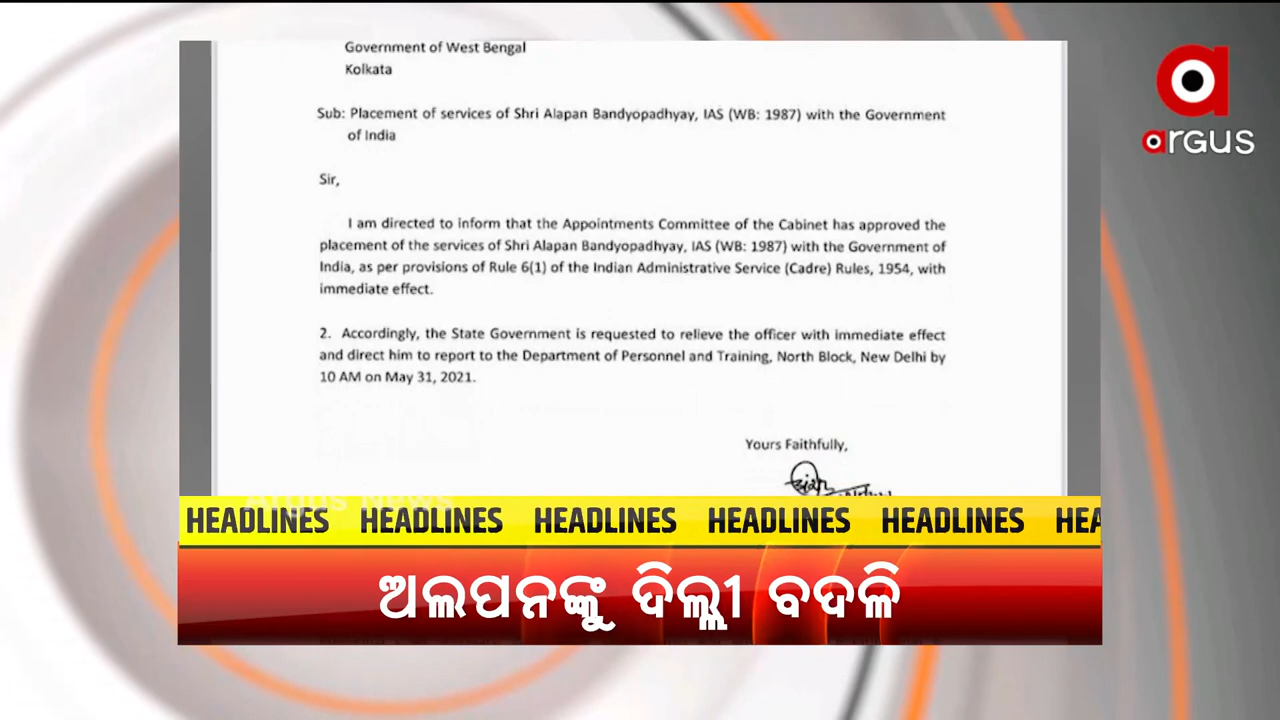 Government of West Bengal
Kolkata
Sub: Placement of services of Shri Alapan Bandyopadhyay, IAS (WB: 1987) with the Government
of India
Sir,
I am directed to inform that the Appointments Committee of the Cabinet has approved the
placement of the services of Shri Alapan Bandyopadhyay, IAS (WB: 1987) with the Government of
India, as per provisions of Rule 6(1) of the Indian Administrative Service (Cadre) Rules, 1954, with
immediate effect.
2. Accordingly, the State Government is requested to relieve the officer with immediate effect
and direct him to report to the Department of Personnel and Training, North Block, New Delhi by
10 AM on May 31, 2021.
Yours Faithfully,
argus
Argus News
HEADLINES HEADLINES HEADLINES HEADLINES HEADLINES HEA
ଅଲପନଙ୍କୁ ଦିଲ୍ଲୀ ବଦଳି